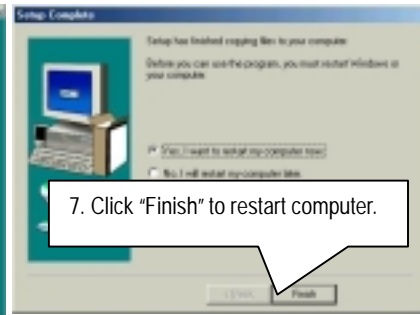 Setup Complete
Setup has finished copying files to your computer.
Before you can use the program, you must restart Windows or
your computer.
Yes, I want to restart my computer now.
No, I will restart my computer later.
7. Click “Finish” to restart computer.
Finish